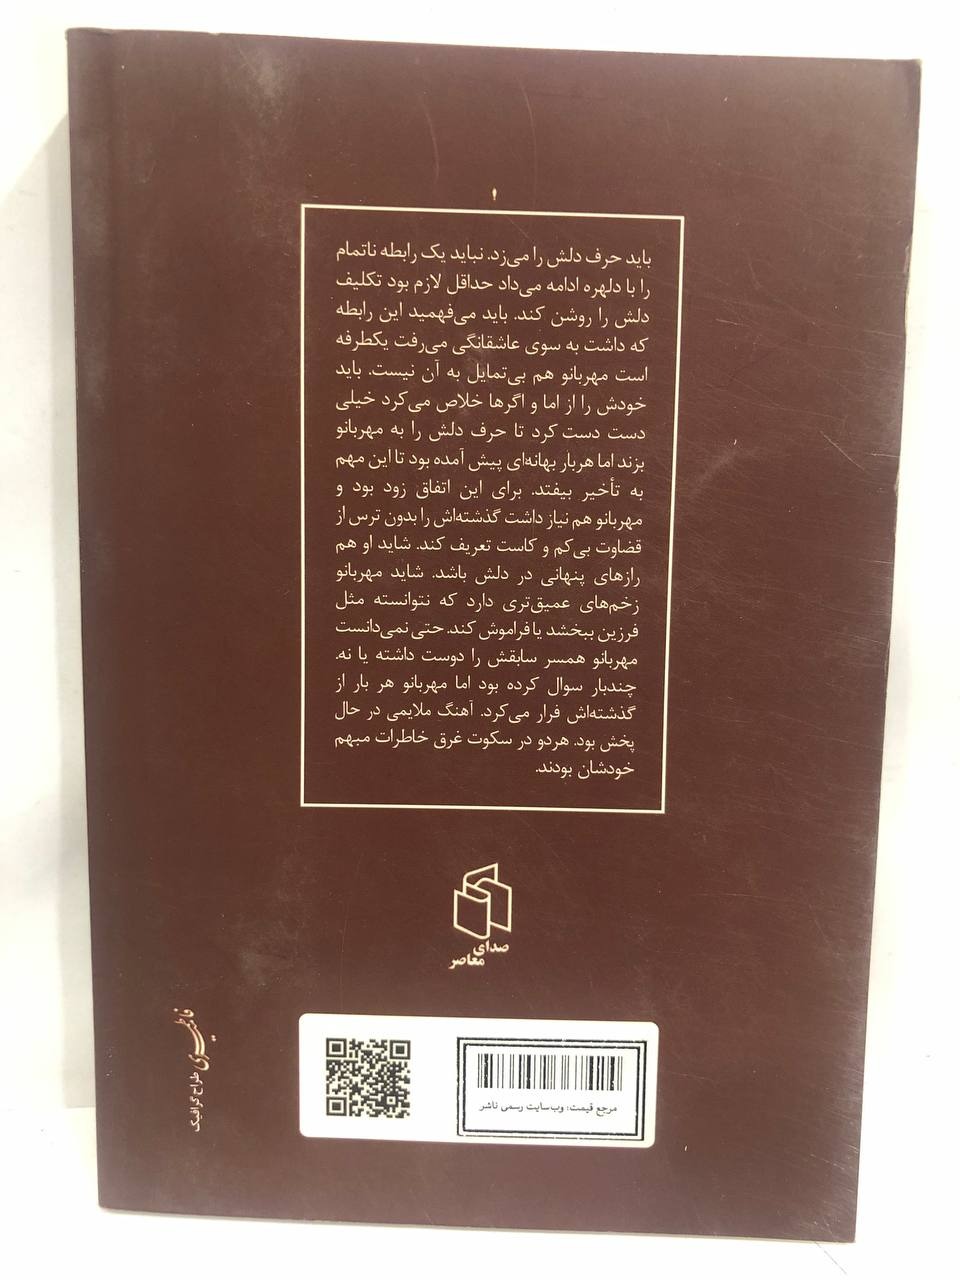 باید حرف دلش را می‌زد. نباید یک رابطه ناتمام
را با دلهره ادامه می‌داد حداقل لازم بود تکلیف
دلش را روشن کند. باید می‌فهمید این رابطه
که داشت به سوی عاشقانگی می‌رفت یکطرفه
است مهربانو هم بی‌تمایل به آن نیست. باید
خودش را از اما و اگرها خلاص می‌کرد خیلی
دست دست کرد تا حرف دلش را به مهربانو
بزند اما هربار بهانه‌ای پیش آمده بود تا این مهم
به تأخیر بیفتد. برای این اتفاق زود بود و
مهربانو هم نیاز داشت گذشته‌اش را بدون ترس از
قضاوت بی‌کم و کاست تعریف کند. شاید او هم
رازهای پنهانی در دلش باشد. شاید مهربانو
زخم‌های عمیق‌تری دارد که نتوانسته مثل
فرزین ببخشد یا فراموش کند. حتی نمی‌دانست
مهربانو همسر سابقش را دوست داشته یا نه.
چندبار سوال کرده بود اما مهربانو هر بار از
گذشته‌اش فرار می‌کرد. آهنگ ملایمی در حال
پخش بود. هردو در سکوت غرق خاطرات مبهم
خودشان بودند.
صدای
معاصر
مرجع قیمت: وب‌سایت رسمی ناشر
طراح گرافیک